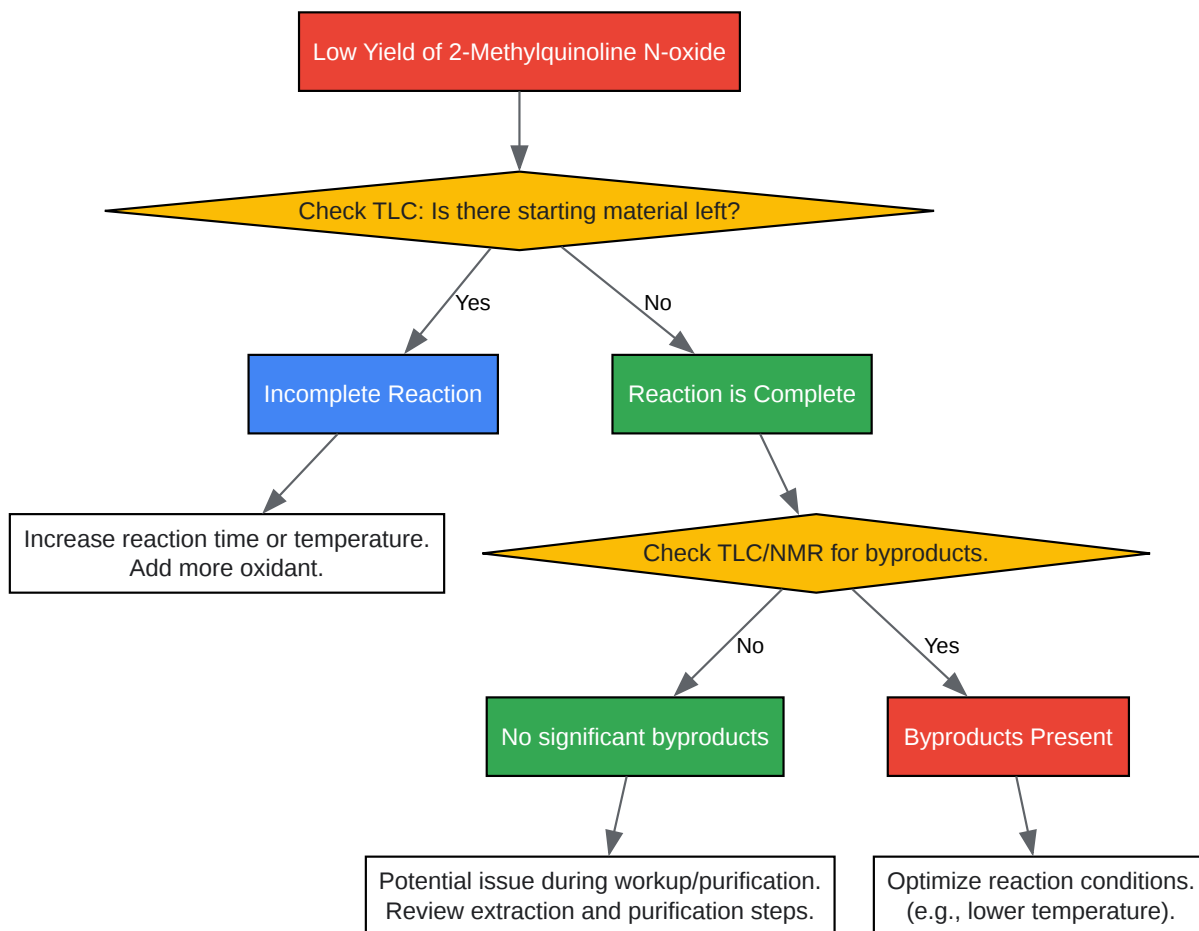 Low Yield of 2-Methylquinoline N-oxide
Check TLC: Is there starting material left?
Yes
No
Incomplete Reaction
Reaction is Complete
Increase reaction time or temperature.
Add more oxidant.
Check TLC/NMR for byproducts.
No
Yes
No significant byproducts
Byproducts Present
Potential issue during workup/purification.
Review extraction and purification steps.
Optimize reaction conditions.
(e.g., lower temperature).